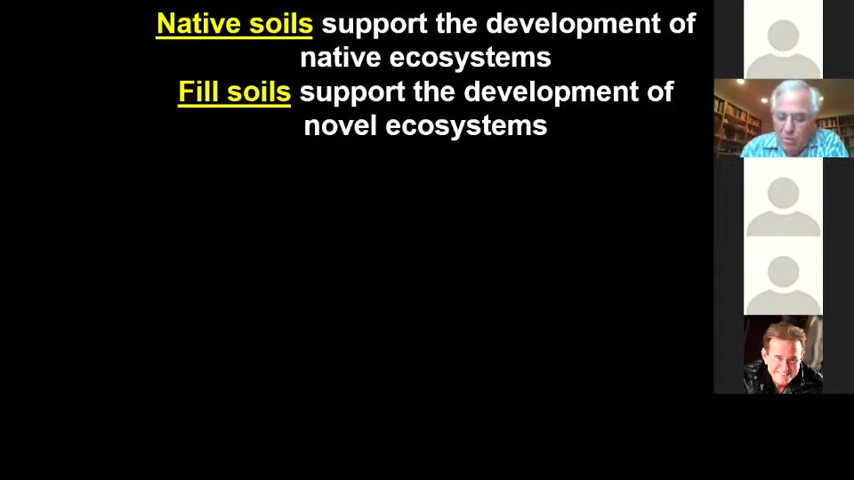 Native soils support the development of
native ecosystems
Fill soils support the development of
novel ecosystems